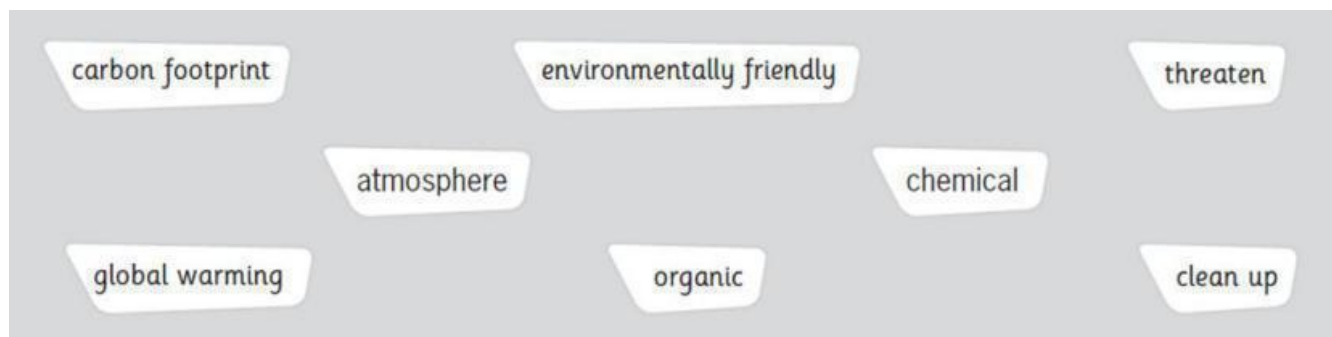 carbon footprint environmentally friendly threaten
atmosphere chemical
global warming organic clean up